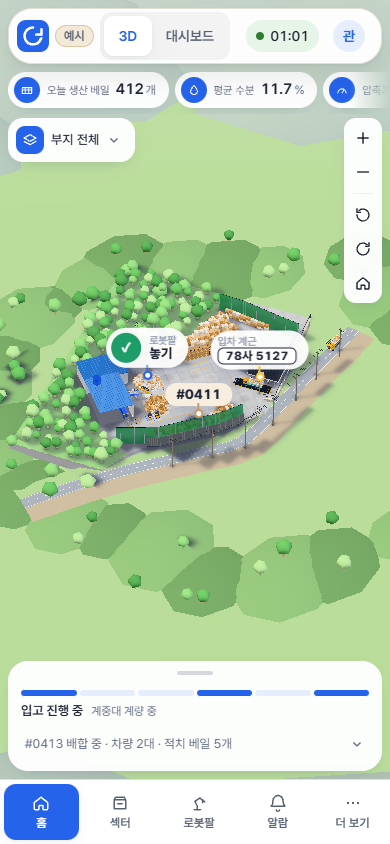 예시
3D
대시보드
01:01
관
오늘 생산 베일 412개
평균 수분 11.7%
부지 전체
로봇팔
놓기
입차 계근
78사 5127
#0411
입고 진행 중 계중대 계량 중
#0413 배합 중 · 차량 2대 · 적치 베일 5개
홈
섹터
로봇팔
알람
더 보기